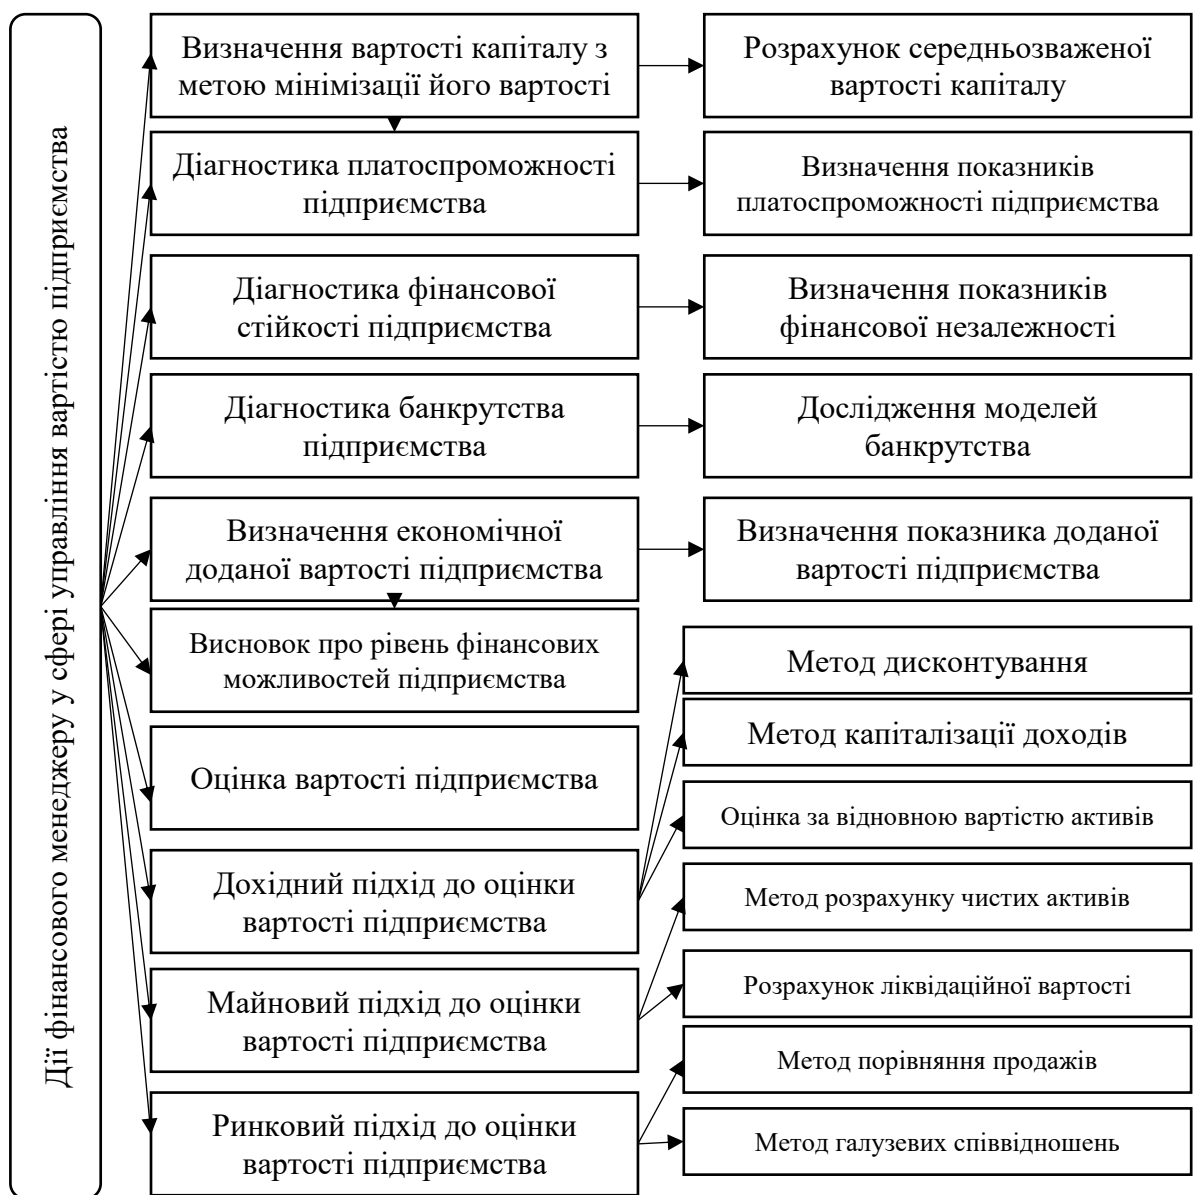 Дії фінансового менеджеру у сфері управління вартістю підприємства
Визначення вартості капіталу з
метою мінімізації його вартості
Розрахунок середньозваженої
вартості капіталу
Діагностика платоспроможності
підприємства
Визначення показників
платоспроможності підприємства
Діагностика фінансової
стійкості підприємства
Визначення показників
фінансової незалежності
Діагностика банкрутства
підприємства
Дослідження моделей
банкрутства
Визначення економічної
доданої вартості підприємства
Визначення показника доданої
вартості підприємства
Висновок про рівень фінансових
можливостей підприємства
Оцінка вартості підприємства
Дохідний підхід до оцінки
вартості підприємства
Метод дисконтування
Метод капіталізації доходів
Оцінка за відновною вартістю активів
Майновий підхід до оцінки
вартості підприємства
Метод розрахунку чистих активів
Розрахунок ліквідаційної вартості
Ринковий підхід до оцінки
вартості підприємства
Метод порівняння продажів
Метод галузевих співвідношень